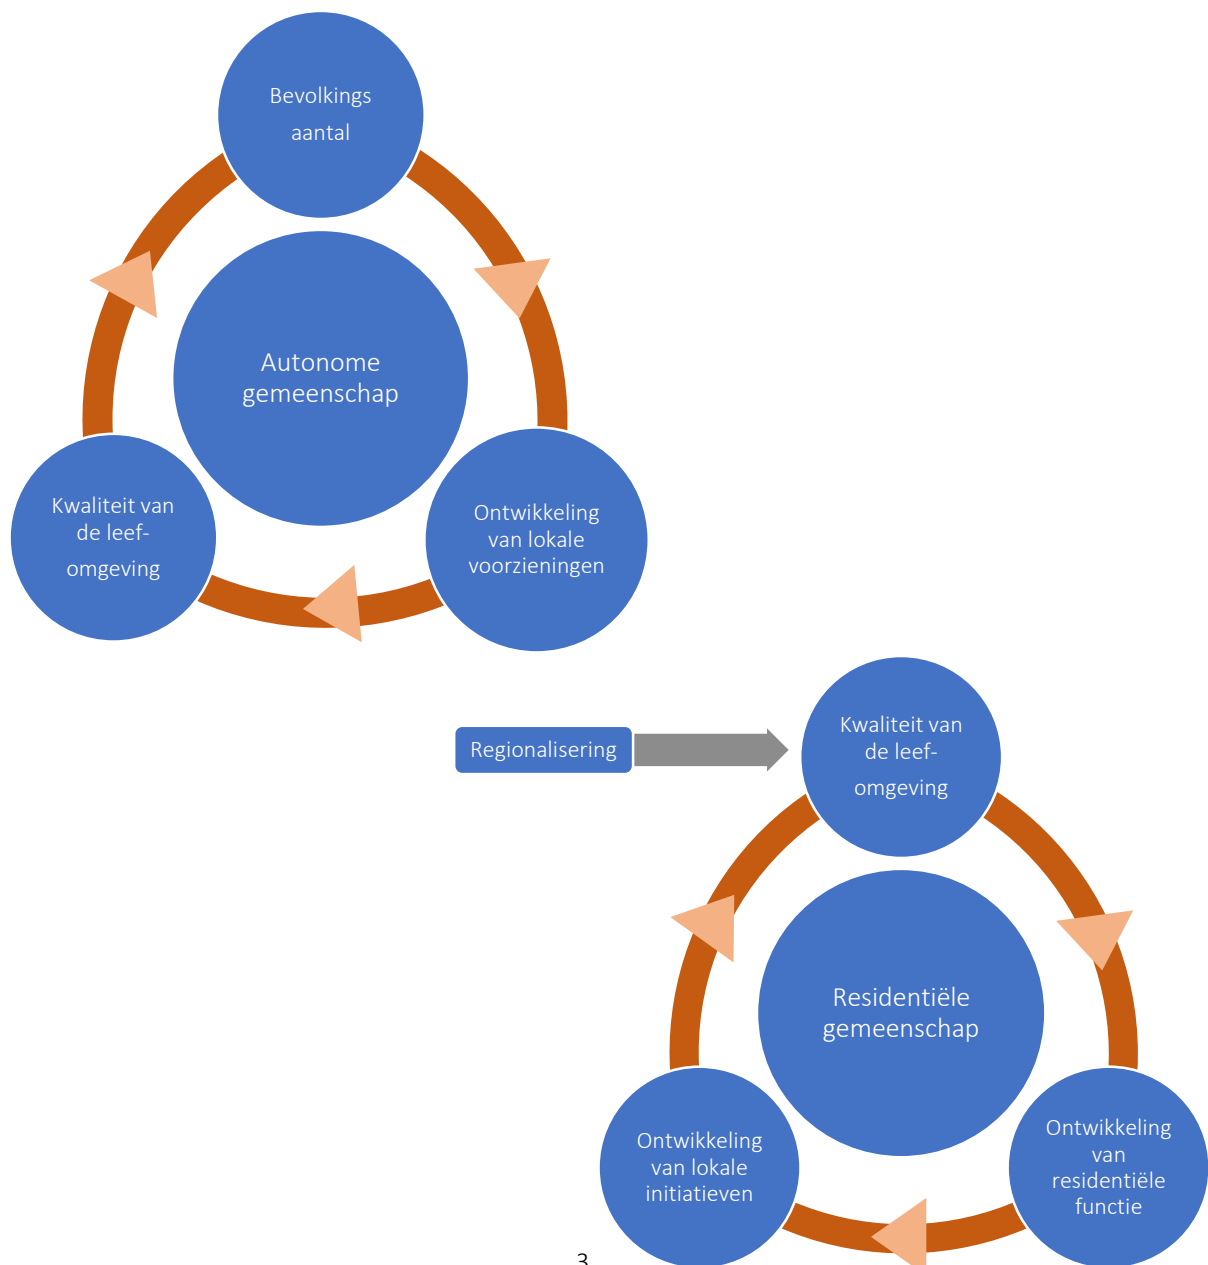 Bevolkings
aantal
Autonome
gemeenschap
Kwaliteit van
de leef-
omgeving
Ontwikkeling
van lokale
voorzieningen
Regionalisering
Kwaliteit van
de leef-
omgeving
Residentiële
gemeenschap
Ontwikkeling
van lokale
initiatieven
Ontwikkeling
van
residentiële
functie
3